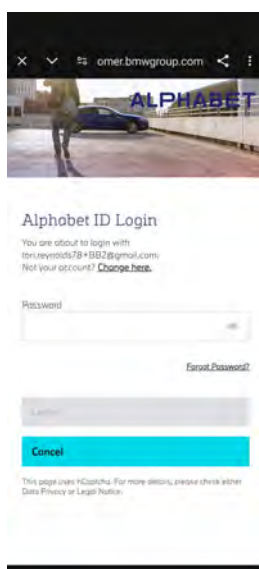 omer.bmwgroup.com
ALPHABET
Alphabet ID Login
You are about to login with
tori.reynolds78+BB2@gmail.com.
Not your account? Change here.
Password
Forgot Password?
Cancel
This page uses hCaptcha. For more details, please check either
Data Privacy or Legal Notice.